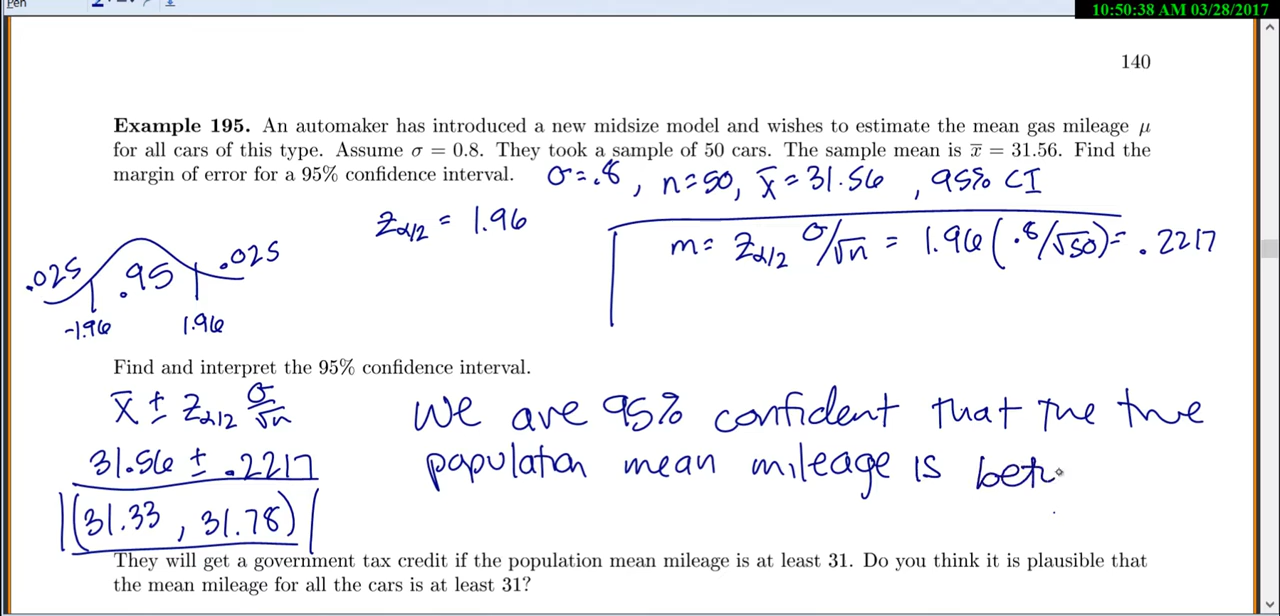 Pen
10:50:38 AM 03/28/2017
140
Example 195. An automaker has introduced a new midsize model and wishes to estimate the mean gas mileage μ
for all cars of this type. Assume σ = 0.8. They took a sample of 50 cars. The sample mean is x̅ = 31.56. Find the
margin of error for a 95% confidence interval.
σ=.8, n=50, x̅=31.56, 95% CI
Zα/2 = 1.96
m= Zα/2 σ/√n = 1.96(.8/√50)= .2217
.025 .95 .025
-1.96 1.96
Find and interpret the 95% confidence interval.
x̅ ± Zα/2 σ/√n
31.56 ± .2217
(31.33, 31.78)
We are 95% confident that the true
population mean mileage is betw
They will get a government tax credit if the population mean mileage is at least 31. Do you think it is plausible that
the mean mileage for all the cars is at least 31?